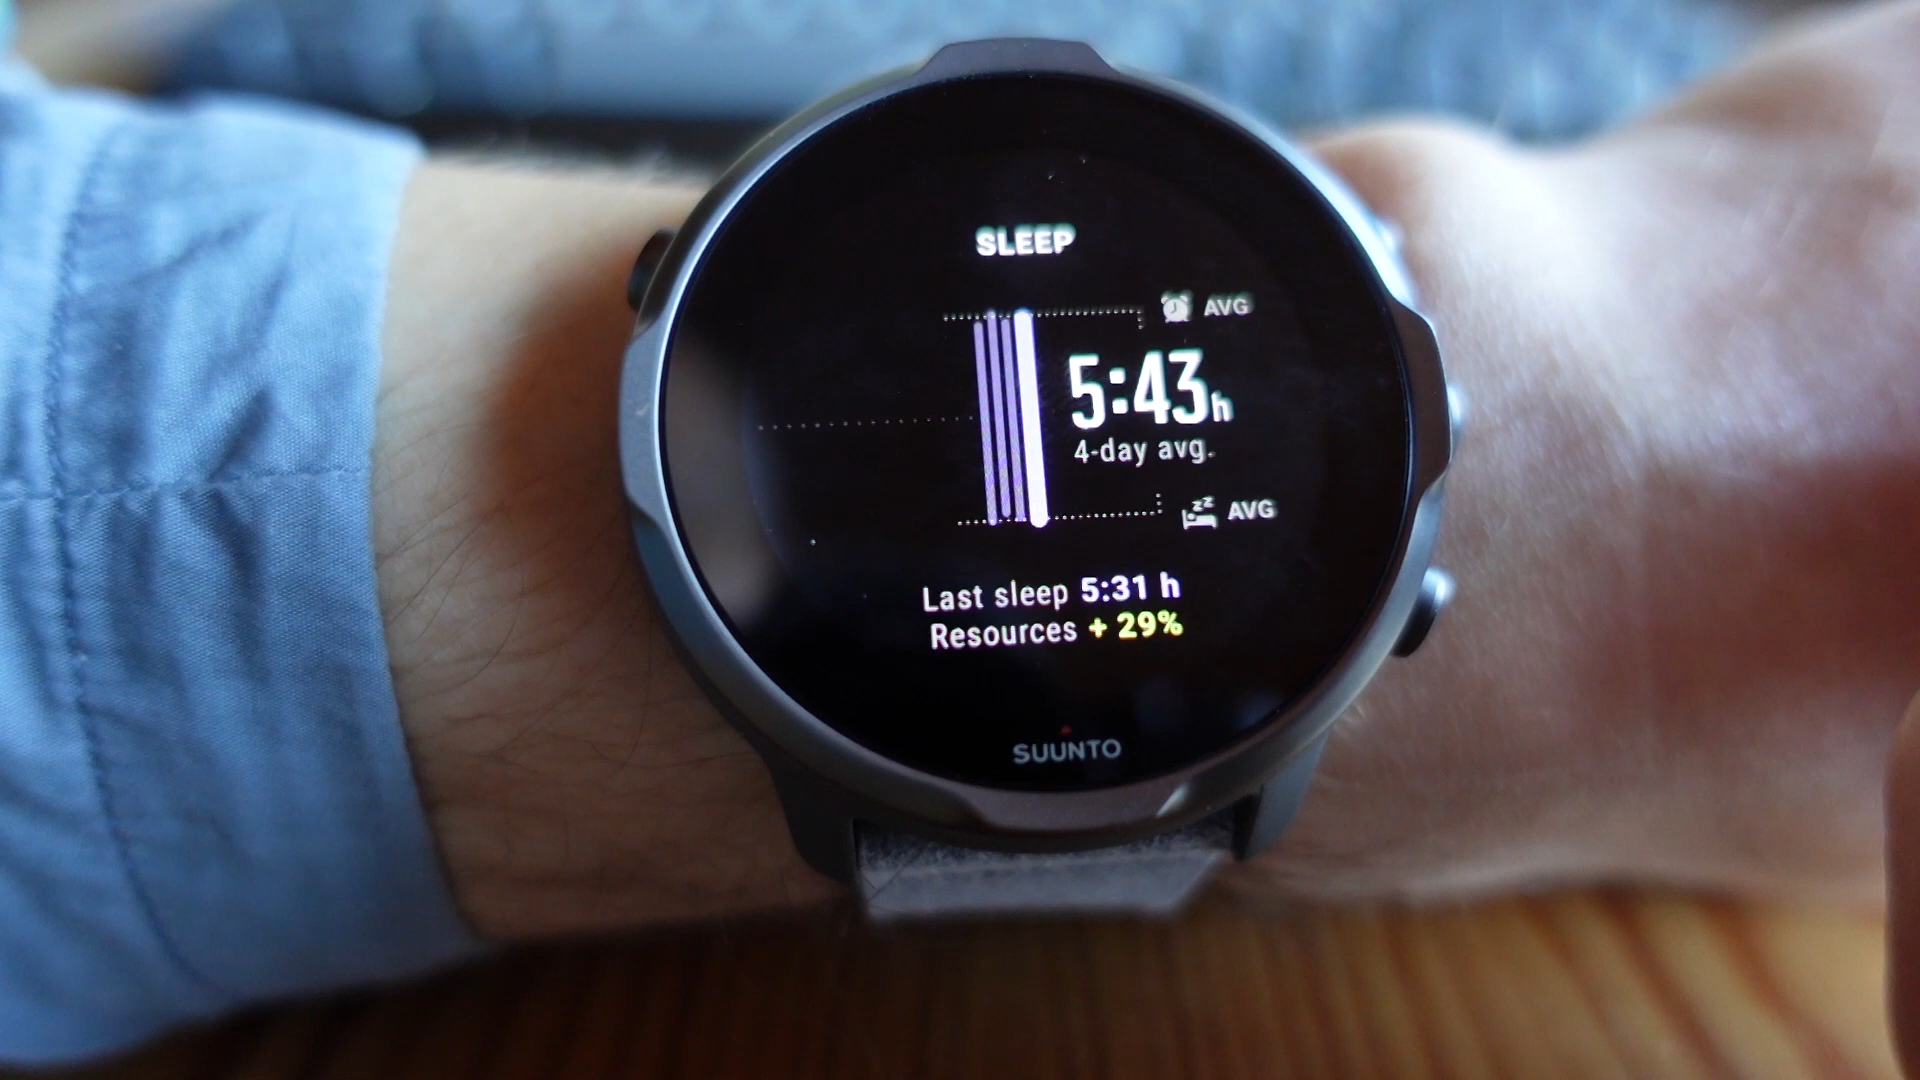 SLEEP
AVG
5:43h
4-day avg.
AVG
Last sleep 5:31 h
Resources + 29%
SUUNTO